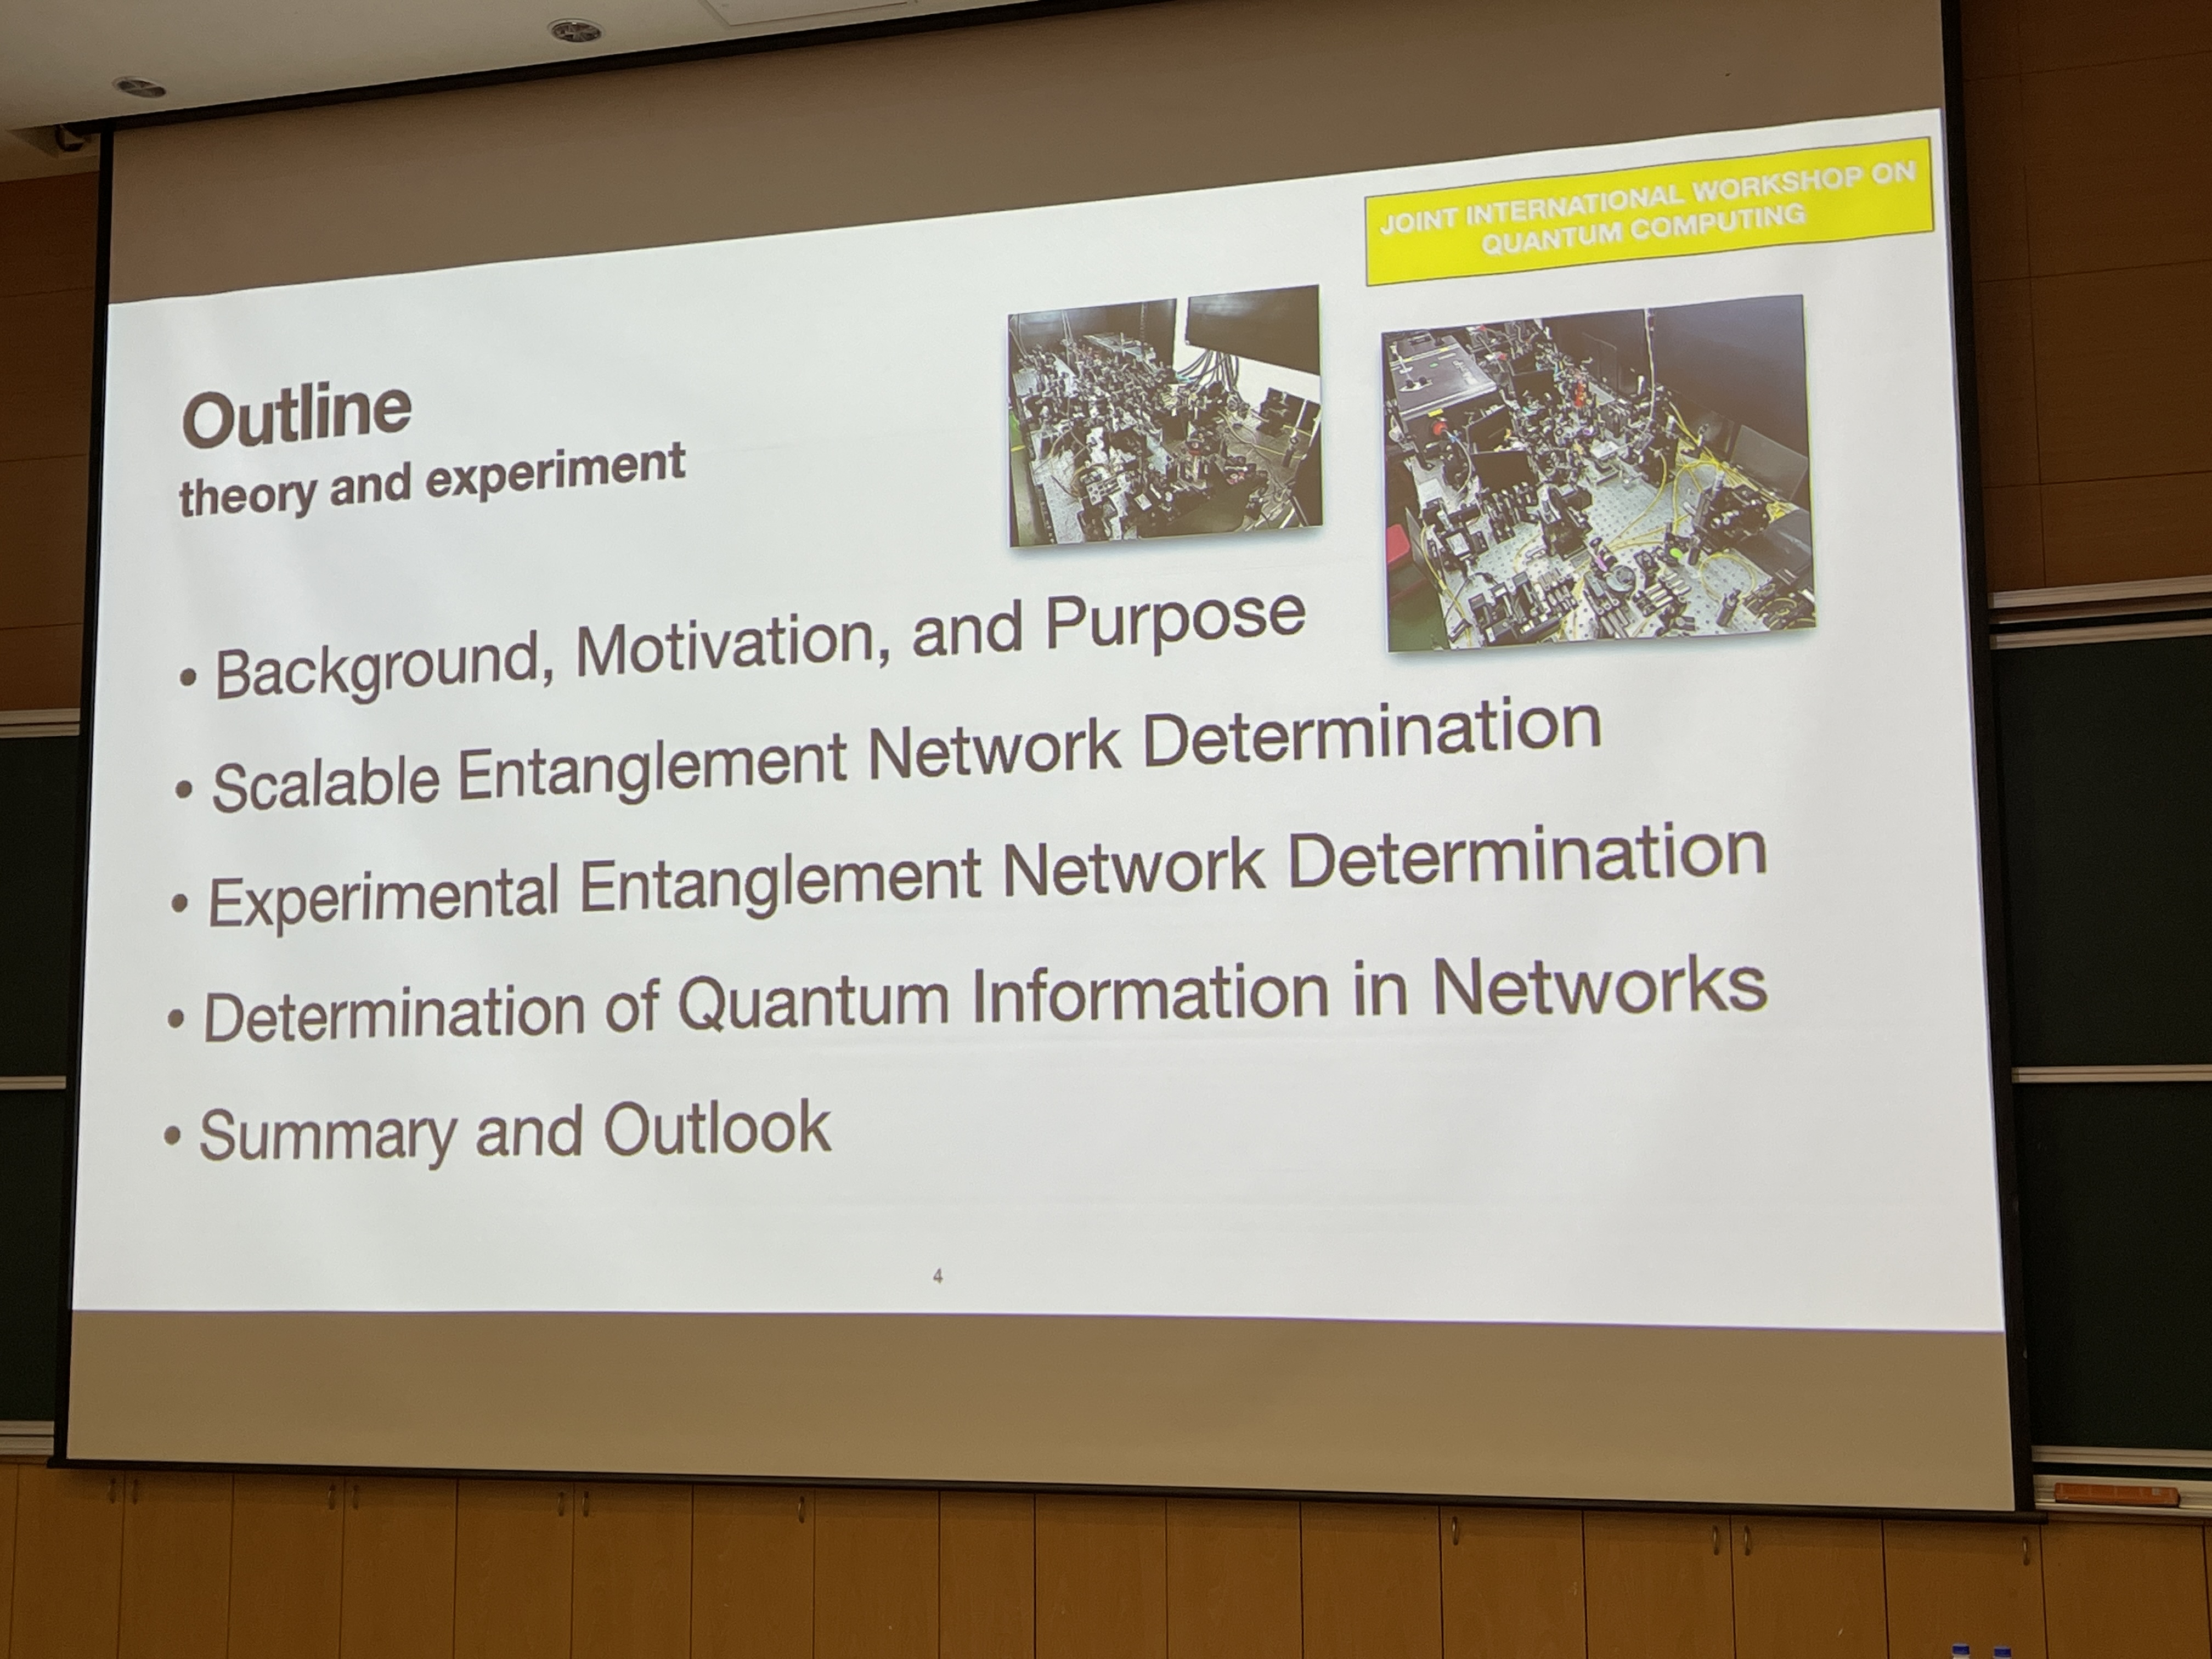 JOINT INTERNATIONAL WORKSHOP ON
QUANTUM COMPUTING
Outline
theory and experiment
• Background, Motivation, and Purpose
• Scalable Entanglement Network Determination
• Experimental Entanglement Network Determination
• Determination of Quantum Information in Networks
• Summary and Outlook
4